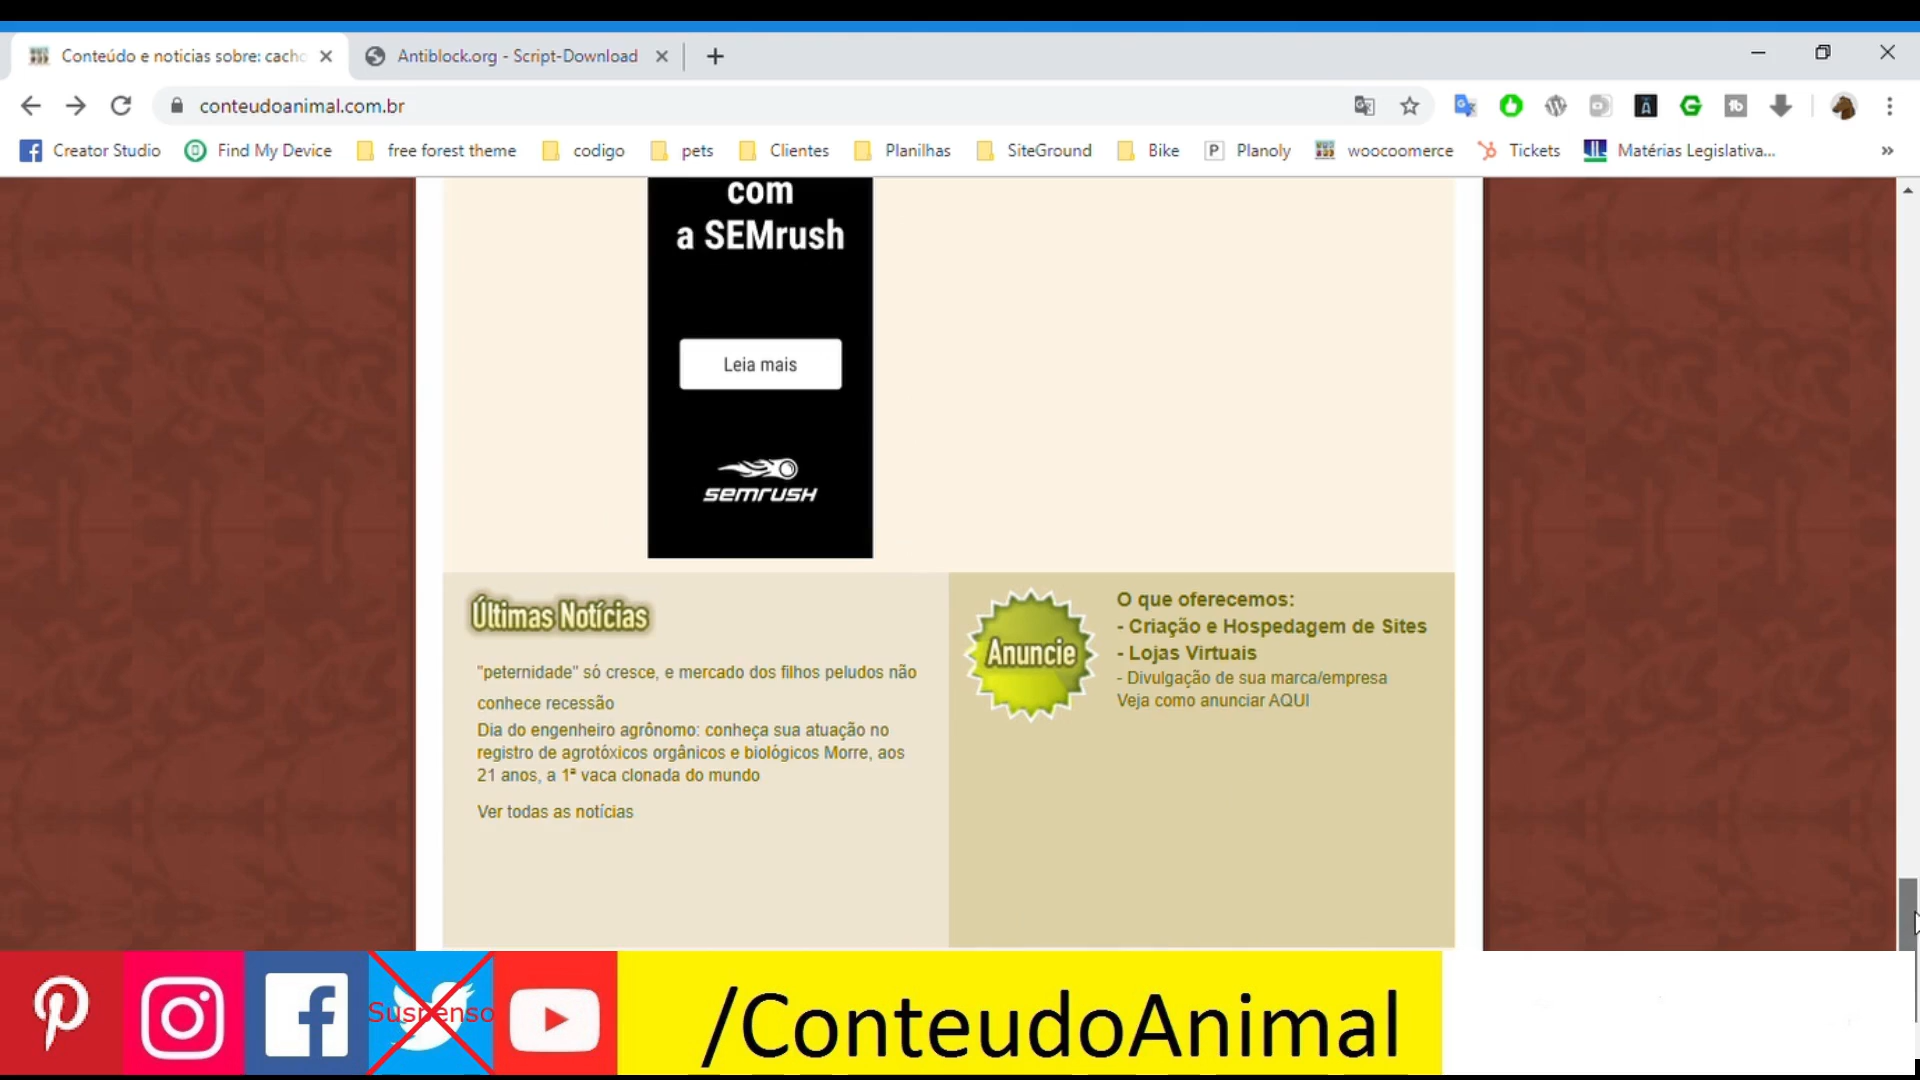 Conteúdo e noticias sobre: cacho
Antiblock.org - Script-Download
conteudoanimal.com.br
Creator Studio
Find My Device
free forest theme
codigo
pets
Clientes
Planilhas
SiteGround
Bike
Planoly
woocoomerce
Tickets
Matérias Legislativa...
com
a SEMrush
Leia mais
semrush
Últimas Notícias
"peternidade" só cresce, e mercado dos filhos peludos não
conhece recessão
Dia do engenheiro agrônomo: conheça sua atuação no
registro de agrotóxicos orgânicos e biológicos Morre, aos
21 anos, a 1ª vaca clonada do mundo
Ver todas as notícias
Anuncie
O que oferecemos:
- Criação e Hospedagem de Sites
- Lojas Virtuais
- Divulgação de sua marca/empresa
Veja como anunciar AQUI
Suspenso
/ConteudoAnimal